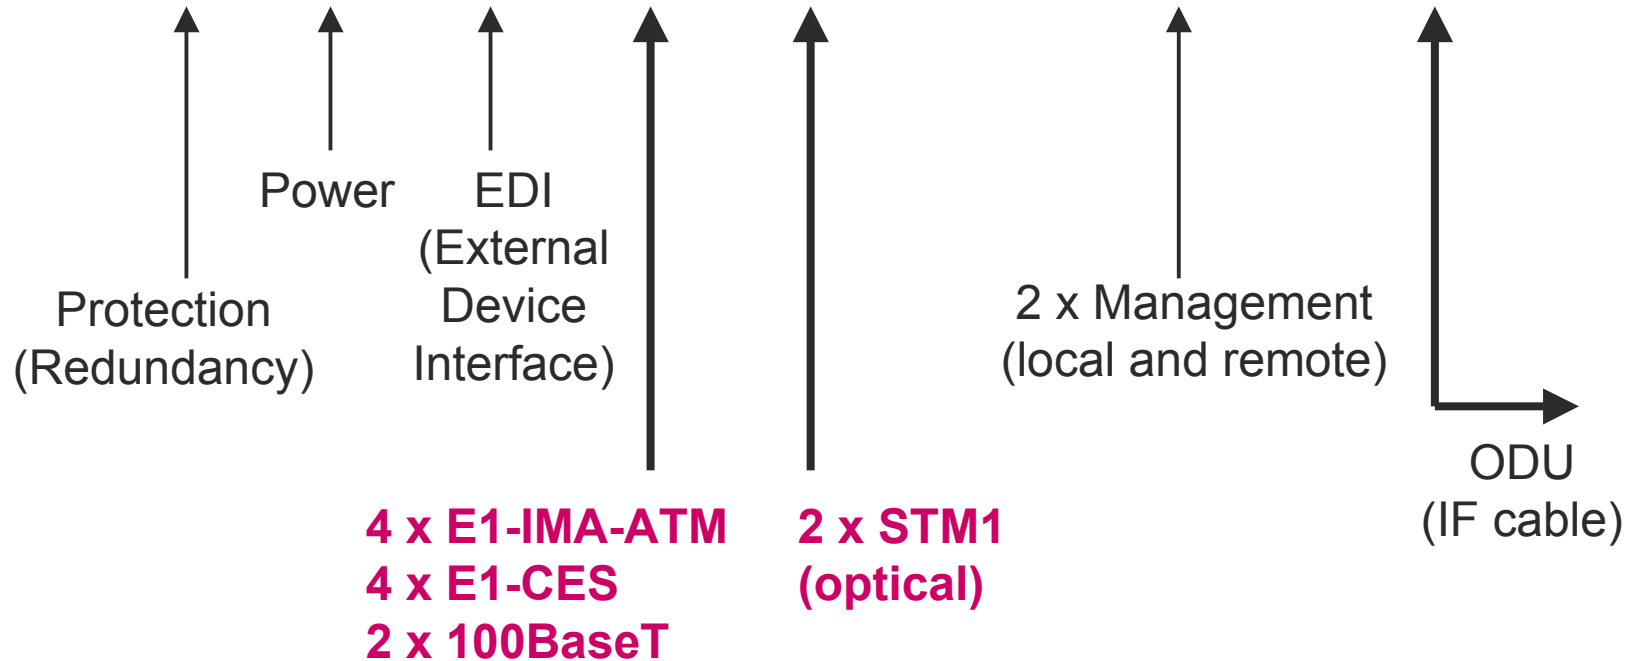 Power
EDI
(External
Device
Interface)
Protection
(Redundancy)
2 x Management
(local and remote)
ODU
(IF cable)
4 x E1-IMA-ATM
4 x E1-CES
2 x 100BaseT
2 x STM1
(optical)